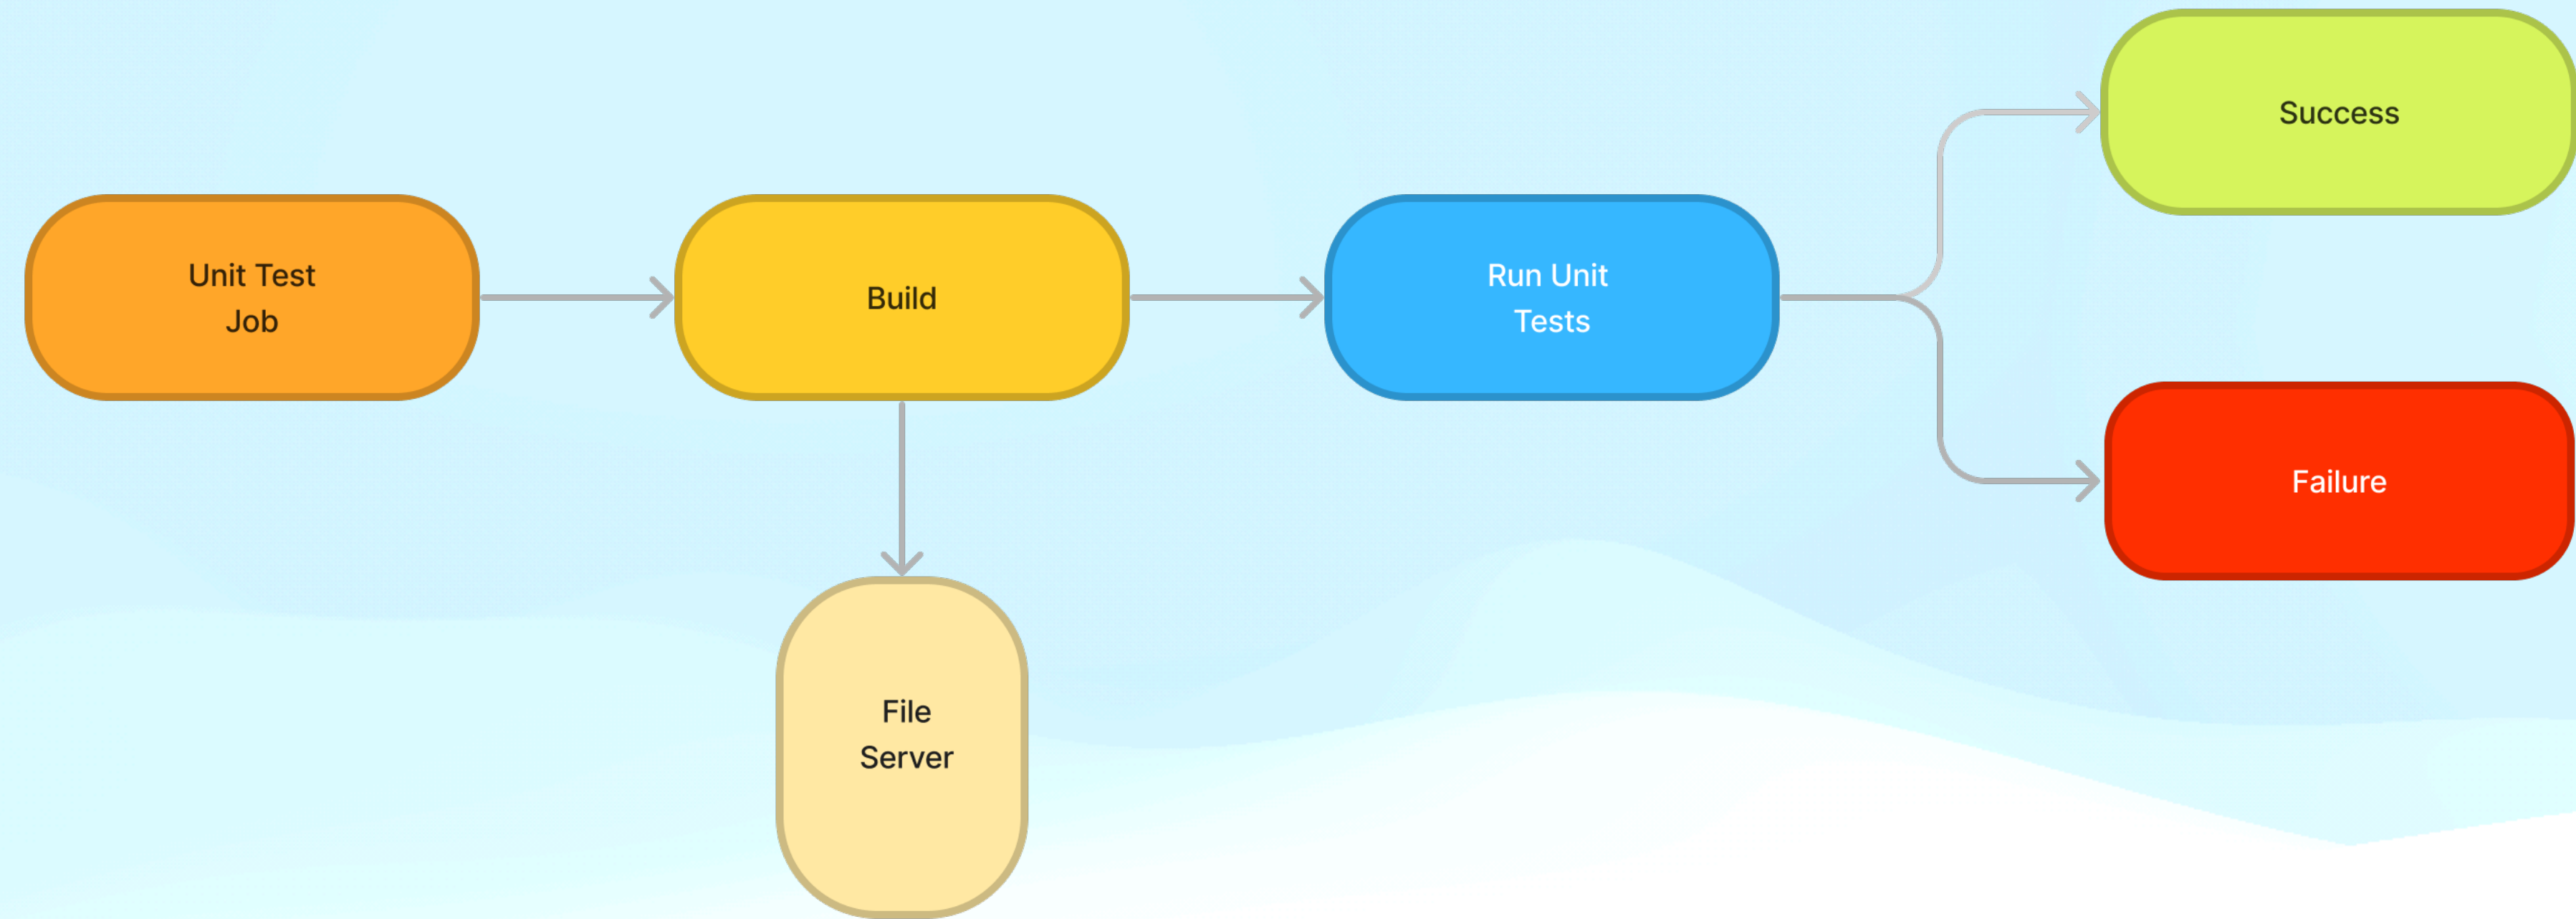 Unit Test
Job
Build
Run Unit
Tests
Success
Failure
File
Server